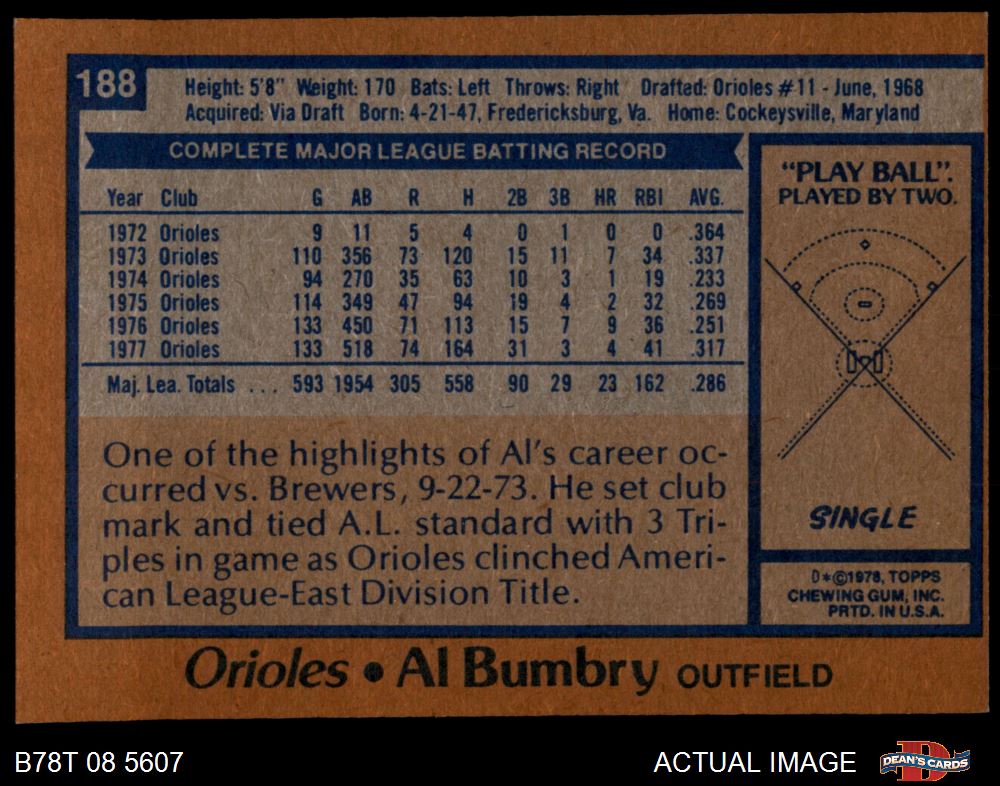 188
Height: 5'8" Weight: 170 Bats: Left Throws: Right Drafted: Orioles #11 - June, 1968
Acquired: Via Draft Born: 4-21-47, Fredericksburg, Va. Home: Cockeysville, Maryland
COMPLETE MAJOR LEAGUE BATTING RECORD
Year Club G AB R H 2B 3B HR RBI AVG.
1972 Orioles 9 11 5 4 0 1 0 0 .364
1973 Orioles 110 356 73 120 15 11 7 34 .337
1974 Orioles 94 270 35 63 10 3 1 19 .233
1975 Orioles 114 349 47 94 19 4 2 32 .269
1976 Orioles 133 450 71 113 15 7 9 36 .251
1977 Orioles 133 518 74 164 31 3 4 41 .317
Maj. Lea. Totals ... 593 1954 305 558 90 29 23 162 .286
One of the highlights of Al's career oc-
curred vs. Brewers, 9-22-73. He set club
mark and tied A.L. standard with 3 Tri-
ples in game as Orioles clinched Ameri-
can League-East Division Title.
"PLAY BALL".
PLAYED BY TWO.
SINGLE
D*©1978, TOPPS
CHEWING GUM, INC.
PRTD. IN U.S.A.
Orioles • Al Bumbry OUTFIELD
B78T 08 5607
ACTUAL IMAGE
DEAN'S CARDS